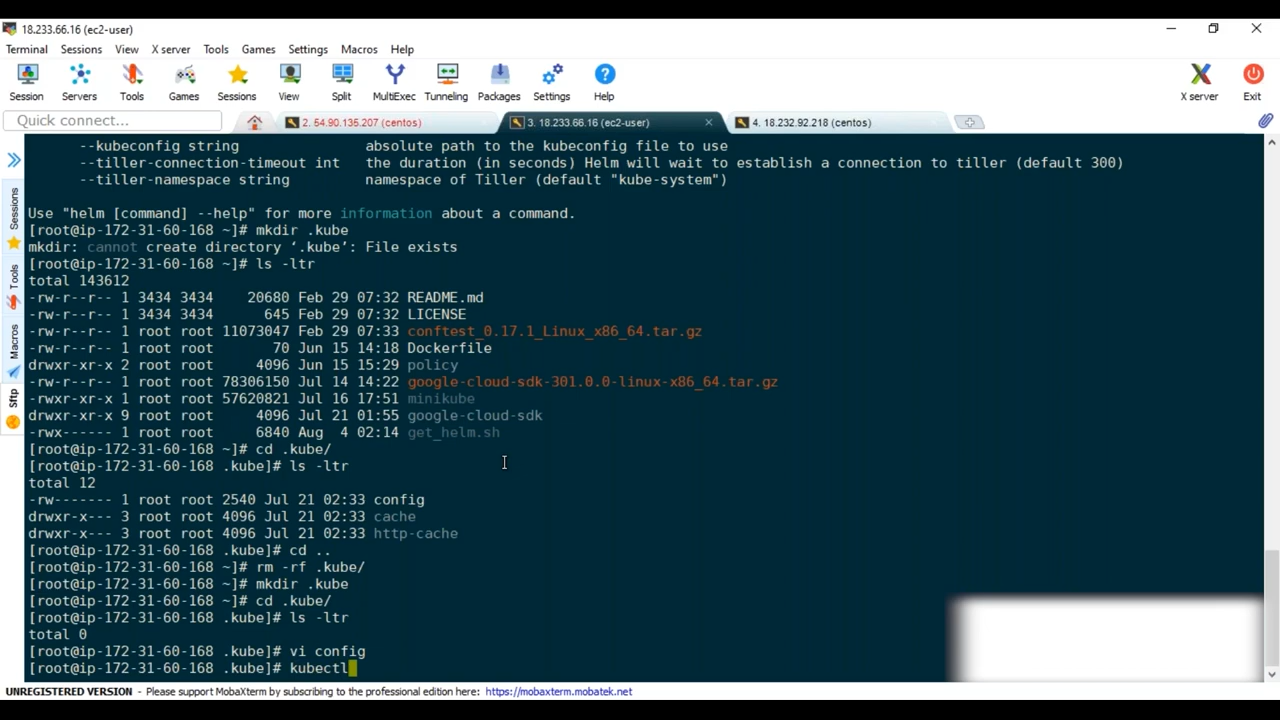 18.233.66.16 (ec2-user)
Terminal Sessions View X server Tools Games Settings Macros Help
Session Servers Tools Games Sessions View Split MultiExec Tunneling Packages Settings Help X server Exit
Quick connect... 2. 54.90.135.207 (centos) 3. 18.233.66.16 (ec2-user) 4. 18.232.92.218 (centos)
Sessions
Tools
Macros
Sftp
--kubeconfig string absolute path to the kubeconfig file to use
--tiller-connection-timeout int the duration (in seconds) Helm will wait to establish a connection to tiller (default 300)
--tiller-namespace string namespace of Tiller (default "kube-system")
Use "helm [command] --help" for more information about a command.
[root@ip-172-31-60-168 ~]# mkdir .kube
mkdir: cannot create directory ‘.kube’: File exists
[root@ip-172-31-60-168 ~]# ls -ltr
total 143612
-rw-r--r-- 1 3434 3434 20680 Feb 29 07:32 README.md
-rw-r--r-- 1 3434 3434 645 Feb 29 07:32 LICENSE
-rw-r--r-- 1 root root 11073047 Feb 29 07:33 conftest_0.17.1_Linux_x86_64.tar.gz
-rw-r--r-- 1 root root 70 Jun 15 14:18 Dockerfile
drwxr-xr-x 2 root root 4096 Jun 15 15:29 policy
-rw-r--r-- 1 root root 78306150 Jul 14 14:22 google-cloud-sdk-301.0.0-linux-x86_64.tar.gz
-rwxr-xr-x 1 root root 57620821 Jul 16 17:51 minikube
drwxr-xr-x 9 root root 4096 Jul 21 01:55 google-cloud-sdk
-rwx------ 1 root root 6840 Aug 4 02:14 get_helm.sh
[root@ip-172-31-60-168 ~]# cd .kube/
[root@ip-172-31-60-168 .kube]# ls -ltr
total 12
-rw------- 1 root root 2540 Jul 21 02:33 config
drwxr-x--- 3 root root 4096 Jul 21 02:33 cache
drwxr-x--- 3 root root 4096 Jul 21 02:33 http-cache
[root@ip-172-31-60-168 .kube]# cd ..
[root@ip-172-31-60-168 ~]# rm -rf .kube/
[root@ip-172-31-60-168 ~]# mkdir .kube
[root@ip-172-31-60-168 ~]# cd .kube/
[root@ip-172-31-60-168 .kube]# ls -ltr
total 0
[root@ip-172-31-60-168 .kube]# vi config
[root@ip-172-31-60-168 .kube]# kubectl
UNREGISTERED VERSION - Please support MobaXterm by subscribing to the professional edition here: https://mobaxterm.mobatek.net